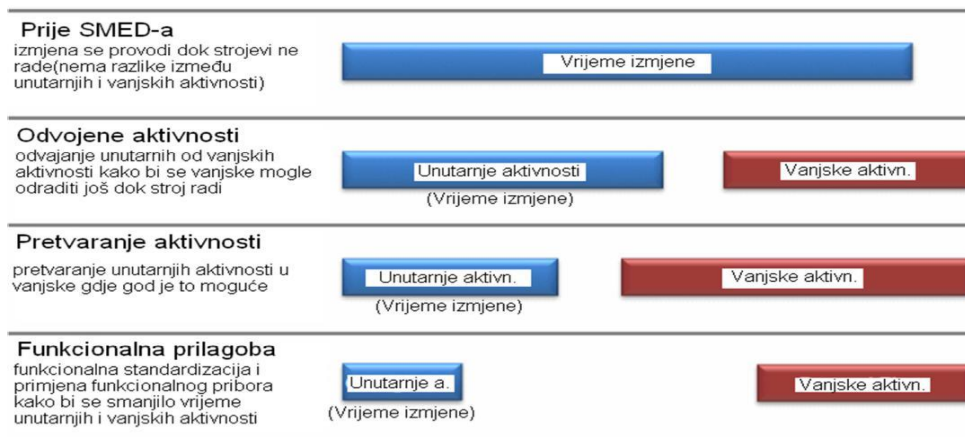 Prije SMED-a
izmjena se provodi dok strojevi ne
rade(nema razlike između
unutarnjih i vanjskih aktivnosti)
Vrijeme izmjene
Odvojene aktivnosti
odvajanje unutarnih od vanjskih
aktivnosti kako bi se vanjske mogle
odraditi još dok stroj radi
Unutarnje aktivnosti
(Vrijeme izmjene)
Vanjske aktivn.
Pretvaranje aktivnosti
pretvaranje unutarnjih aktivnosti u
vanjske gdje god je to moguće
Unutarnje aktivn.
(Vrijeme izmjene)
Vanjske aktivn.
Funkcionalna prilagoba
funkcionalna standardizacija i
primjena funkcionalnog pribora
kako bi se smanjilo vrijeme
unutarnjih i vanjskih aktivnosti
Unutarnje a.
(Vrijeme izmjene)
Vanjske aktivn.